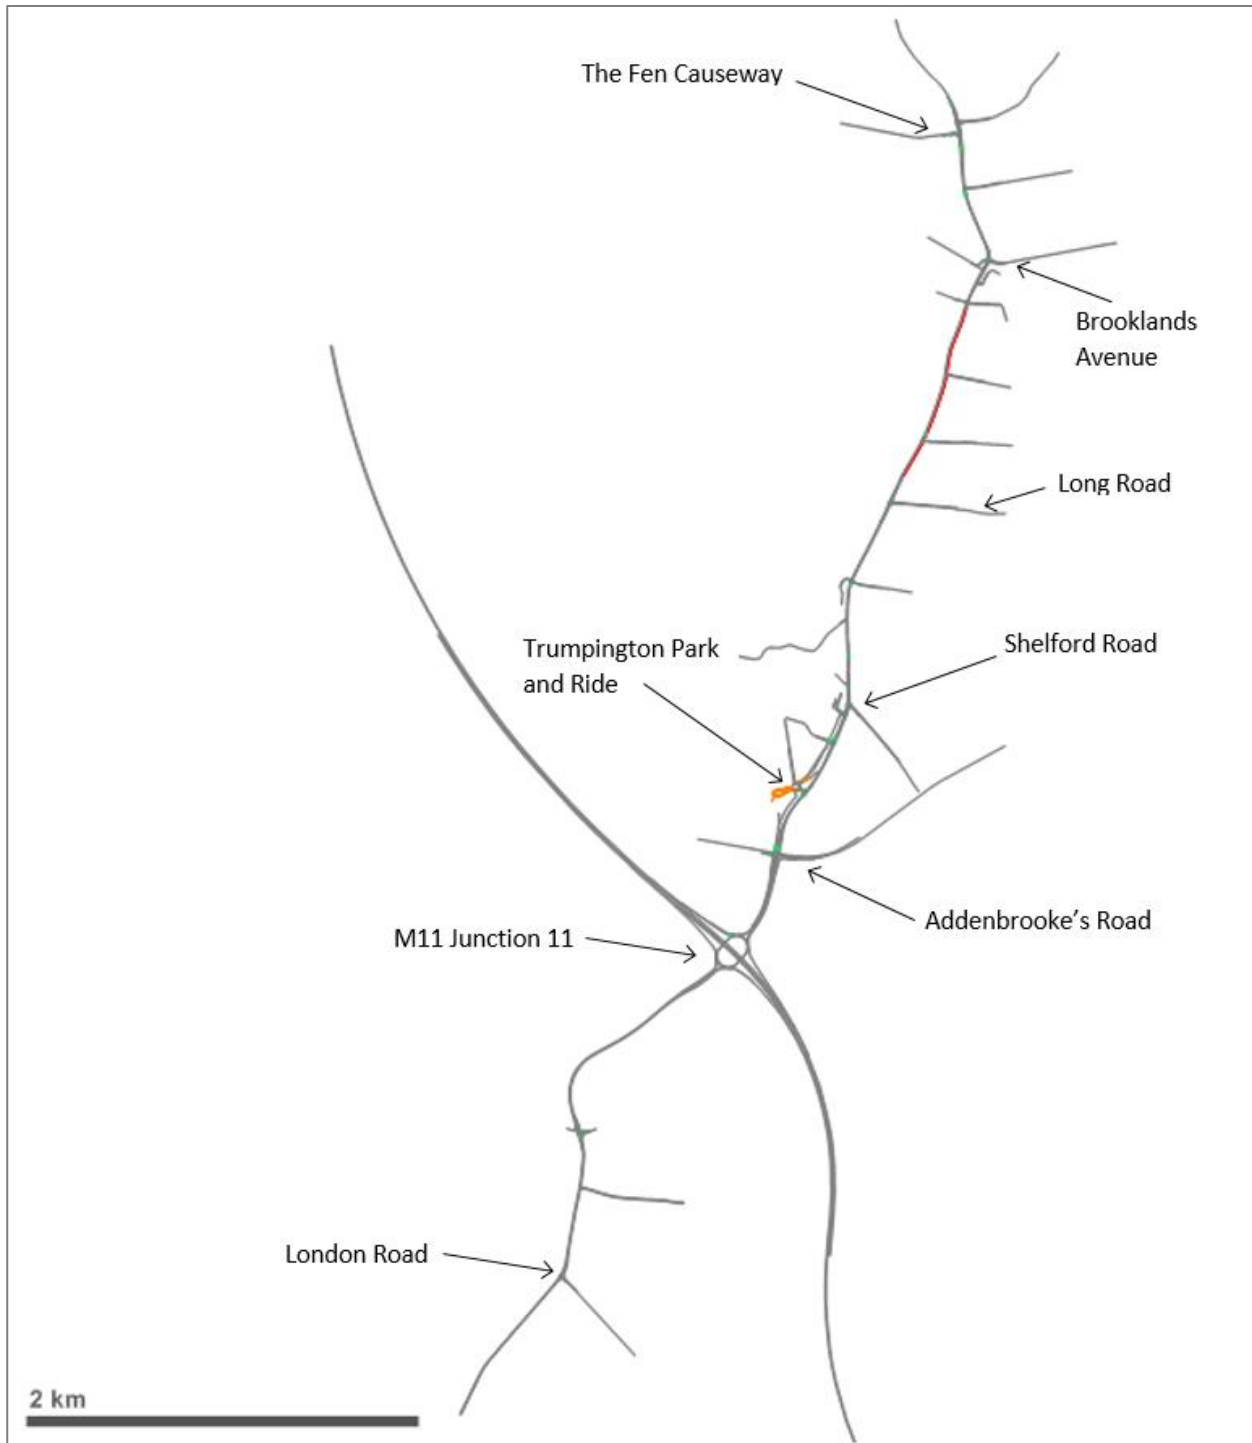 The Fen Causeway
Brooklands
Avenue
Long Road
Trumpington Park
and Ride
Shelford Road
Addenbrooke's Road
M11 Junction 11
London Road
2 km